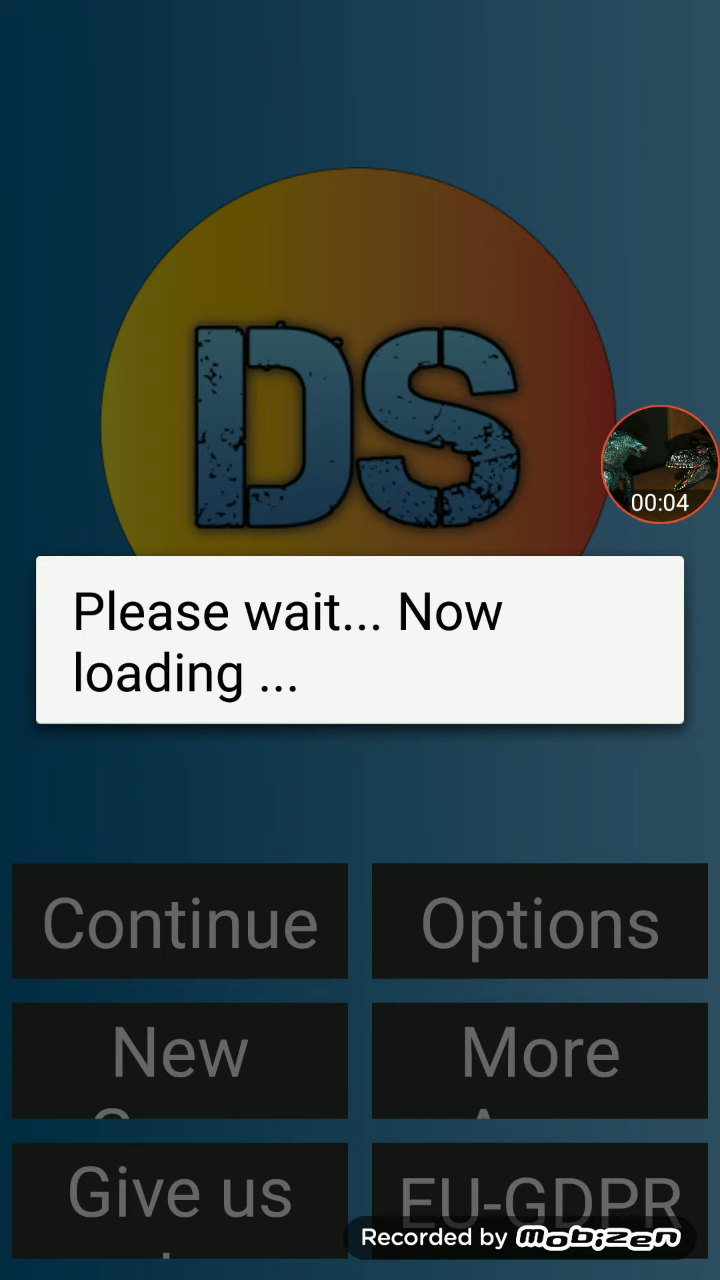 DS
00:04
Please wait... Now
loading ...
Continue
Options
New
More
Give us
EU-GDPR
Recorded by mobizen